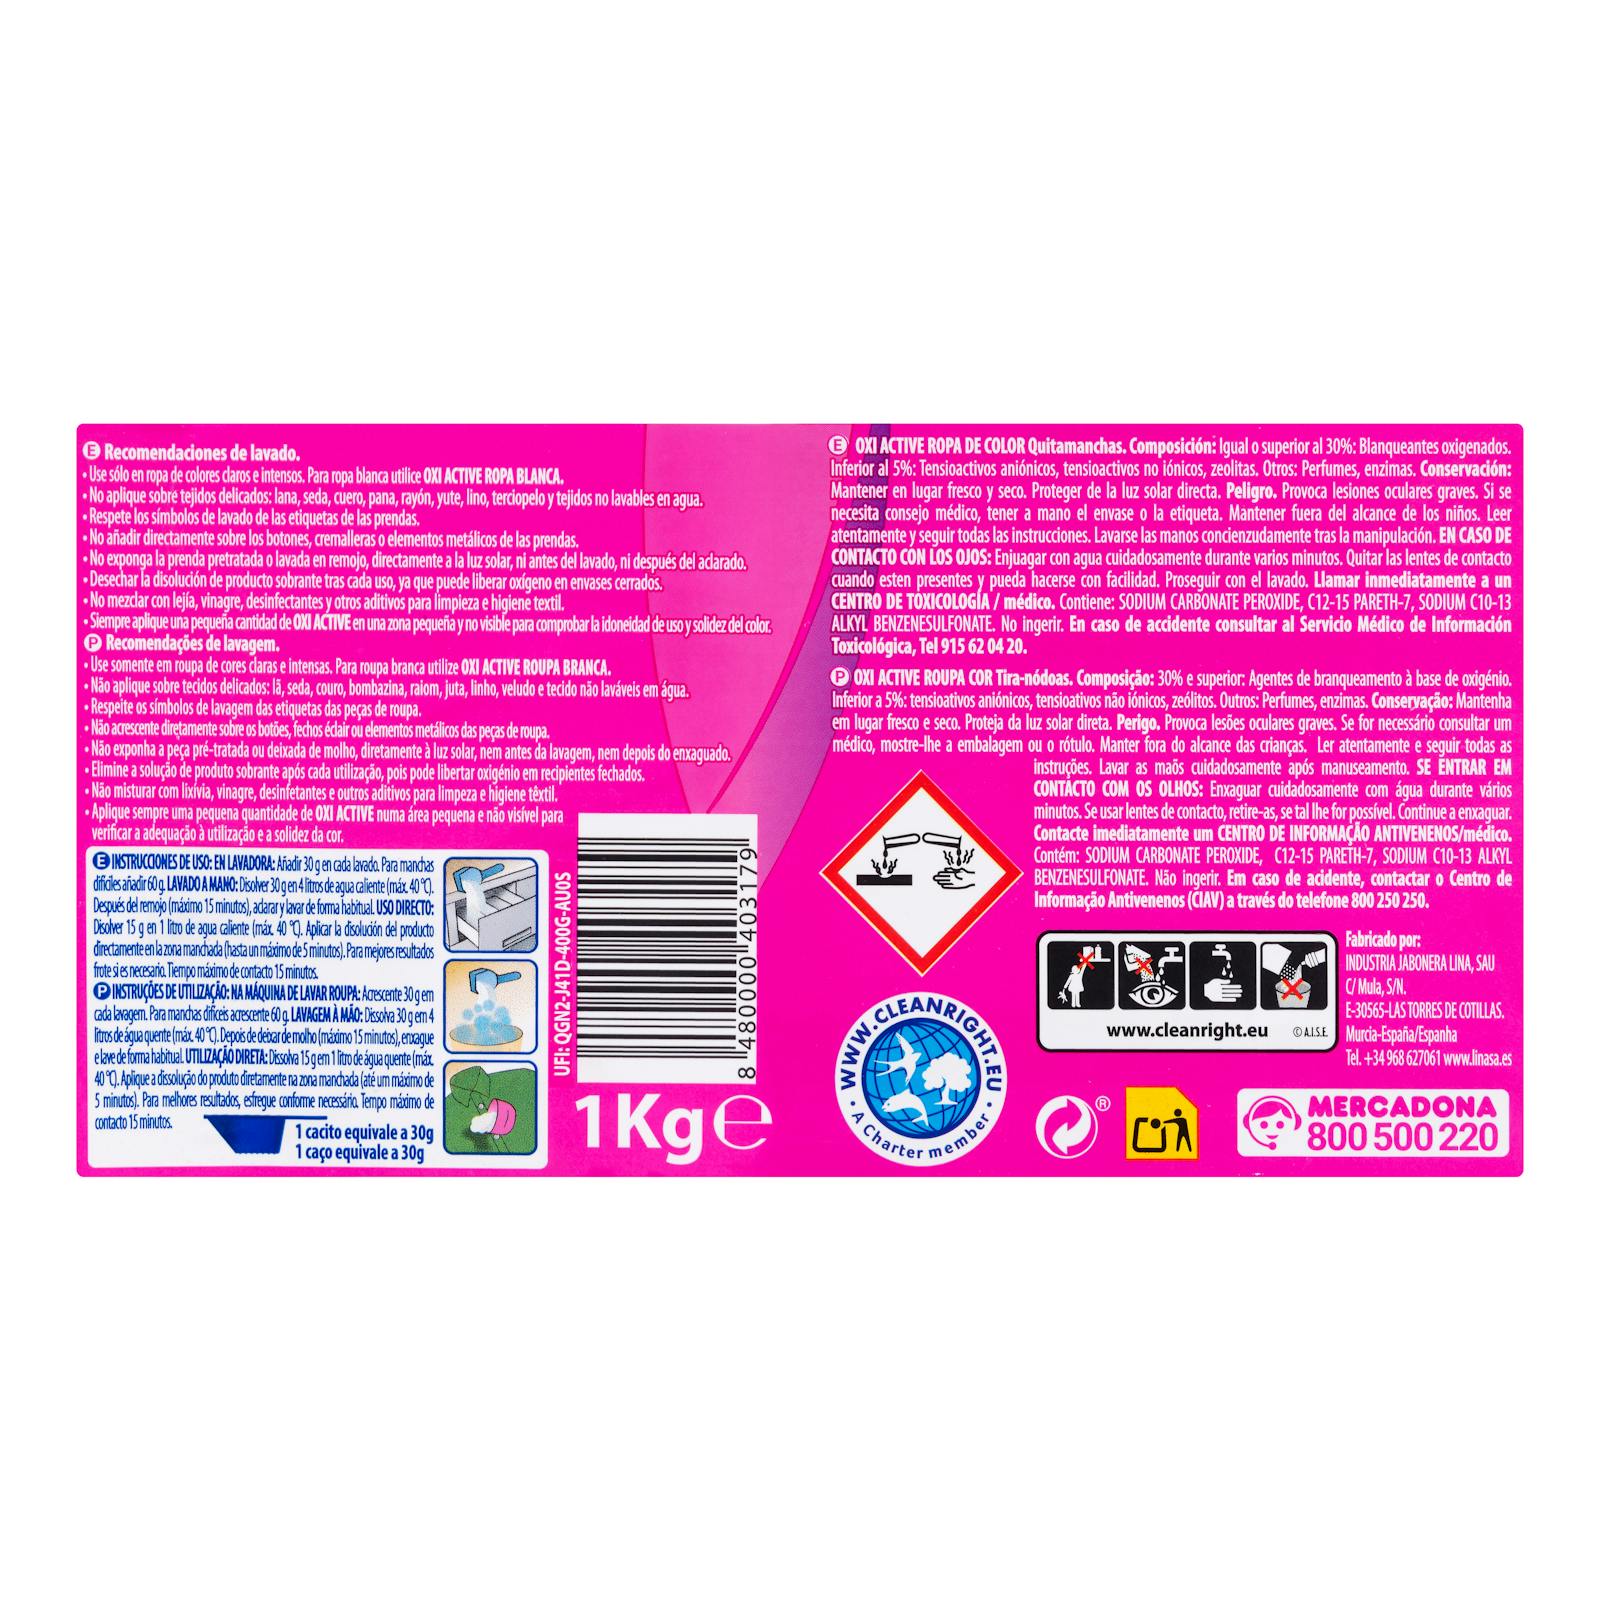 E Recomendaciones de lavado.
• Use sólo en ropa de colores claros e intensos. Para ropa blanca utilice OXI ACTIVE ROPA BLANCA.
• No aplique sobre tejidos delicados: lana, seda, cuero, pana, rayón, yute, lino, terciopelo y tejidos no lavables en agua.
• Respete los símbolos de lavado de las etiquetas de las prendas.
• No añadir directamente sobre los botones, cremalleras o elementos metálicos de las prendas.
• No exponga la prenda pretratada o lavada en remojo, directamente a la luz solar, ni antes del lavado, ni después del aclarado.
• Desechar la disolución de producto sobrante tras cada uso, ya que puede liberar oxígeno en envases cerrados.
• No mezclar con lejía, vinagre, desinfectantes y otros aditivos para limpieza e higiene textil.
• Siempre aplique una pequeña cantidad de OXI ACTIVE en una zona pequeña y no visible para comprobar la idoneidad de uso y solidez del color.
P Recomendações de lavagem.
• Use somente em roupa de cores claras e intensas. Para roupa branca utilize OXI ACTIVE ROUPA BRANCA.
• Não aplique sobre tecidos delicados: lã, seda, couro, bombazina, raiom, juta, linho, veludo e tecido não laváveis em água.
• Respeite os símbolos de lavagem das etiquetas das peças de roupa.
• Não acrescente diretamente sobre os botões, fechos éclair ou elementos metálicos das peças de roupa.
• Não exponha a peça pré-tratada ou deixada de molho, diretamente à luz solar, nem antes da lavagem, nem depois do enxaguado.
• Elimine a solução de produto sobrante após cada utilização, pois pode libertar oxigénio em recipientes fechados.
• Não misturar com lixívia, vinagre, desinfetantes e outros aditivos para limpeza e higiene têxtil.
• Aplique sempre uma pequena quantidade de OXI ACTIVE numa área pequena e não visível para
verificar a adequação à utilização e a solidez da cor.
E INSTRUCCIONES DE USO: EN LAVADORA: Añadir 30 g en cada lavado. Para manchas
difíciles añadir 60 g. LAVADO A MANO: Disolver 30 g en 4 litros de agua caliente (máx. 40 °C).
Después del remojo (máximo 15 minutos), aclarar y lavar de forma habitual. USO DIRECTO:
Disolver 15 g en 1 litro de agua caliente (máx. 40 °C). Aplicar la disolución del producto
directamente en la zona manchada (hasta un máximo de 5 minutos). Para mejores resultados
frote si es necesario. Tiempo máximo de contacto 15 minutos.
P INSTRUÇÕES DE UTILIZAÇÃO: NA MÁQUINA DE LAVAR ROUPA: Acrescente 30 g em
cada lavagem. Para manchas difíceis acrescente 60 g. LAVAGEM À MÃO: Dissolva 30 g em 4
litros de água quente (máx. 40 °C). Depois de deixar de molho (máximo 15 minutos), enxague
e lave de forma habitual. UTILIZAÇÃO DIRETA: Dissolva 15 g em 1 litro de água quente (máx.
40 °C). Aplique a dissolução do produto diretamente na zona manchada (até um máximo de
5 minutos). Para melhores resultados, esfregue conforme necessário. Tempo máximo de
contacto 15 minutos.
1 cacito equivale a 30g
1 caço equivale a 30g
UFI: QGN2-J41D-400G-AU0S
8 480000 403179
1Kg e
E OXI ACTIVE ROPA DE COLOR Quitamanchas. Composición: Igual o superior al 30%: Blanqueantes oxigenados.
Inferior al 5%: Tensioactivos aniónicos, tensioactivos no iónicos, zeolitas. Otros: Perfumes, enzimas. Conservación:
Mantener en lugar fresco y seco. Proteger de la luz solar directa. Peligro. Provoca lesiones oculares graves. Si se
necesita consejo médico, tener a mano el envase o la etiqueta. Mantener fuera del alcance de los niños. Leer
atentamente y seguir todas las instrucciones. Lavarse las manos concienzudamente tras la manipulación. EN CASO DE
CONTACTO CON LOS OJOS: Enjuagar con agua cuidadosamente durante varios minutos. Quitar las lentes de contacto
cuando esten presentes y pueda hacerse con facilidad. Proseguir con el lavado. Llamar inmediatamente a un
CENTRO DE TOXICOLOGÍA / médico. Contiene: SODIUM CARBONATE PEROXIDE, C12-15 PARETH-7, SODIUM C10-13
ALKYL BENZENESULFONATE. No ingerir. En caso de accidente consultar al Servicio Médico de Información
Toxicológica, Tel 915 62 04 20.
P OXI ACTIVE ROUPA COR Tira-nódoas. Composição: 30% e superior: Agentes de branqueamento à base de oxigénio.
Inferior a 5%: tensioativos aniónicos, tensioativos não iónicos, zeólitos. Outros: Perfumes, enzimas. Conservação: Mantenha
em lugar fresco e seco. Proteja da luz solar direta. Perigo. Provoca lesões oculares graves. Se for necessário consultar um
médico, mostre-lhe a embalagem ou o rótulo. Manter fora do alcance das crianças. Ler atentamente e seguir todas as
instruções. Lavar as maõs cuidadosamente após manuseamento. SE ENTRAR EM
CONTACTO COM OS OLHOS: Enxaguar cuidadosamente com água durante vários
minutos. Se usar lentes de contacto, retire-as, se tal lhe for possível. Continue a enxaguar.
Contacte imediatamente um CENTRO DE INFORMAÇÃO ANTIVENENOS/médico.
Contém: SODIUM CARBONATE PEROXIDE, C12-15 PARETH-7, SODIUM C10-13 ALKYL
BENZENESULFONATE. Não ingerir. Em caso de acidente, contactar o Centro de
Informação Antivenenos (CIAV) a través do telefone 800 250 250.
WWW.CLEANRIGHT.EU
• A Charter member •
www.cleanright.eu © A.I.S.E.
Fabricado por:
INDUSTRIA JABONERA LINA, SAU
C/ Mula, S/N.
E-30565-LAS TORRES DE COTILLAS.
Murcia-España/Espanha
Tel. +34 968 627061 www.linasa.es
®
MERCADONA
800 500 220